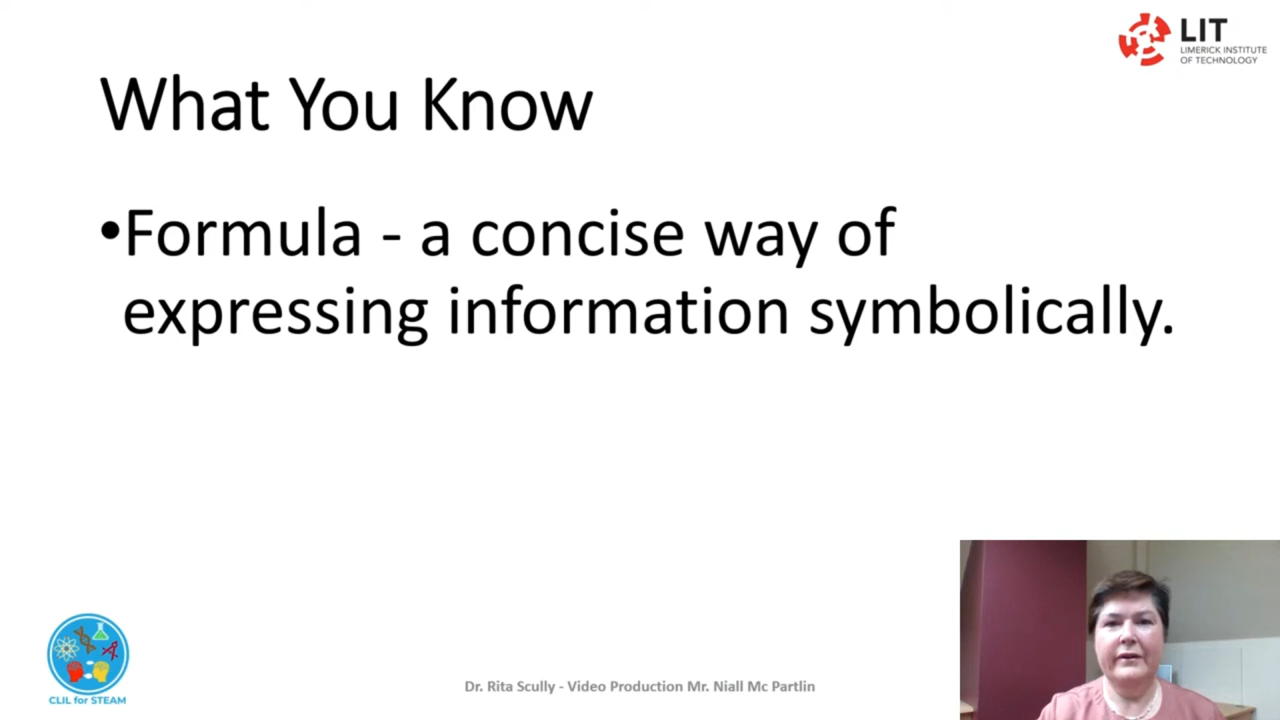 LIT
LIMERICK INSTITUTE
OF TECHNOLOGY
What You Know
•Formula - a concise way of
expressing information symbolically.
CLIL for STEAM
Dr. Rita Scully - Video Production Mr. Niall Mc Partlin